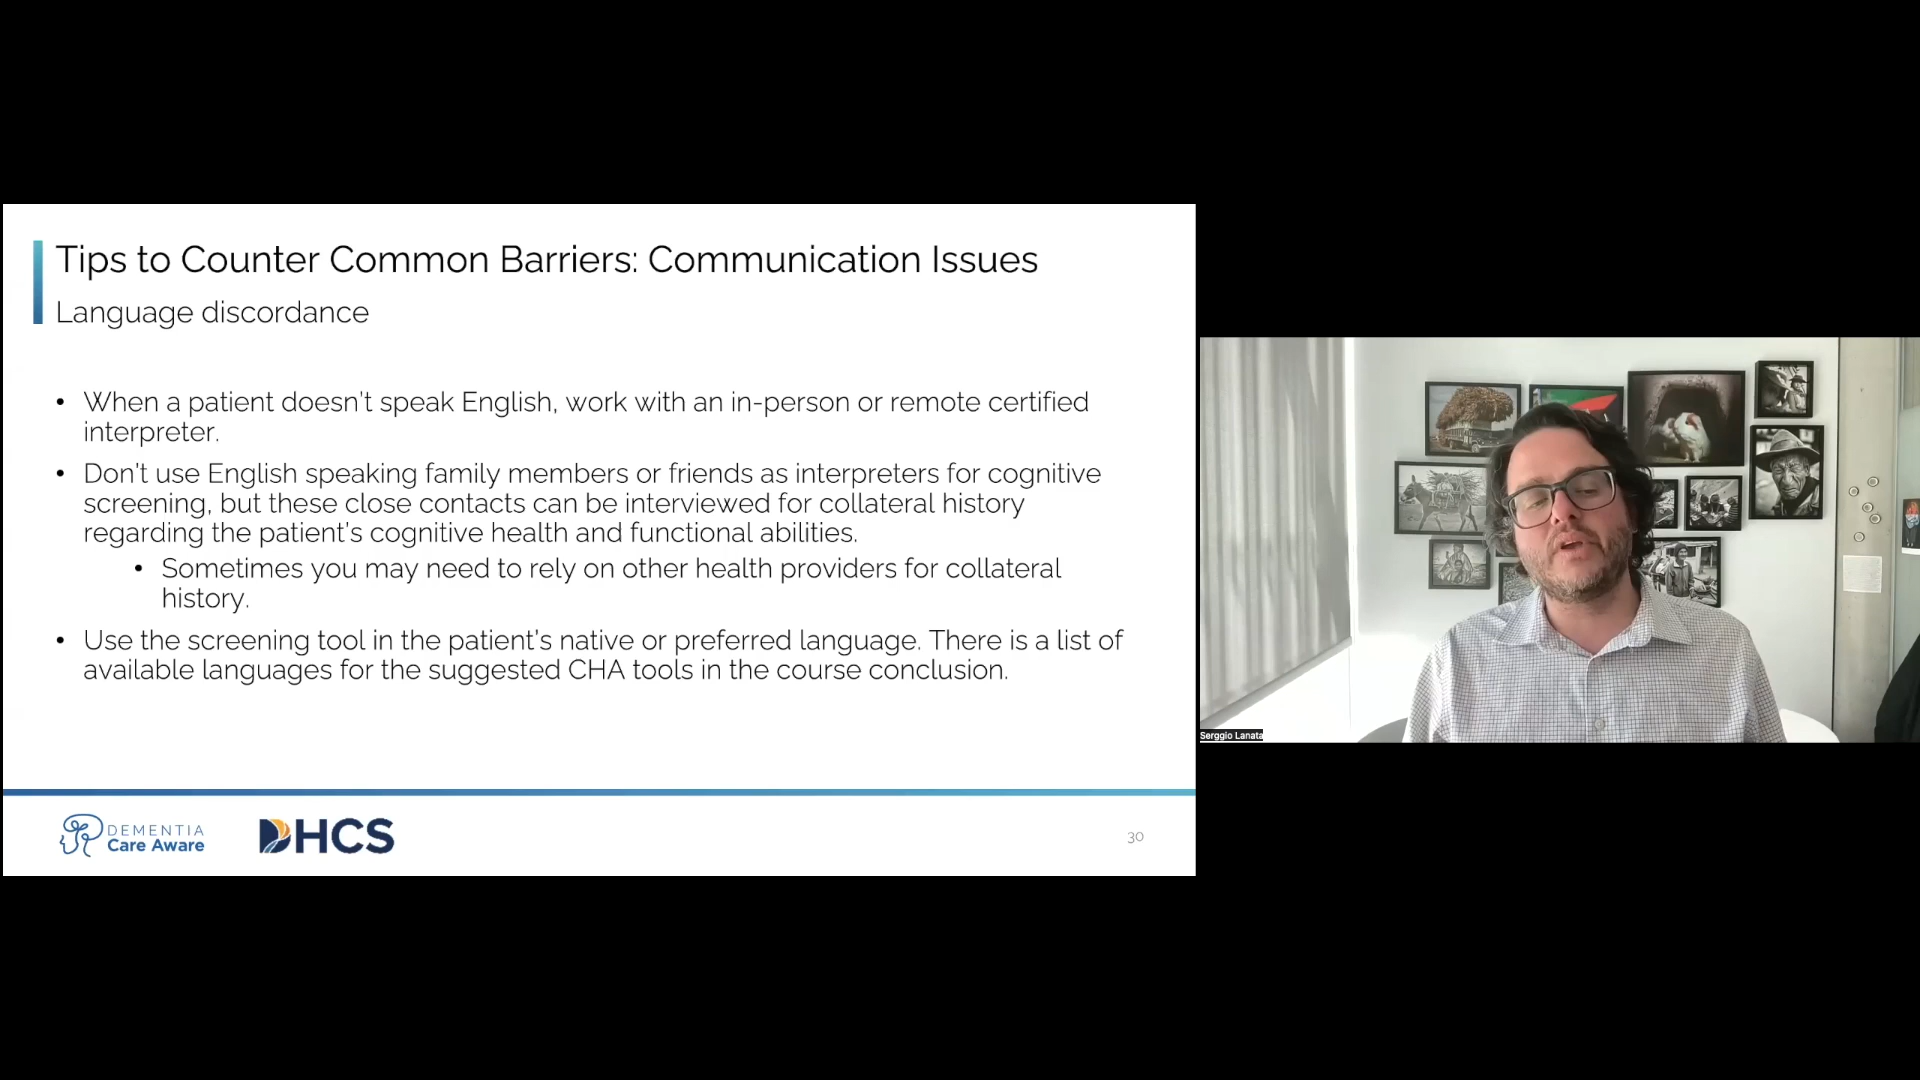 Tips to Counter Common Barriers: Communication Issues
Language discordance
• When a patient doesn't speak English, work with an in-person or remote certified
interpreter.
• Don't use English speaking family members or friends as interpreters for cognitive
screening, but these close contacts can be interviewed for collateral history
regarding the patient's cognitive health and functional abilities.
• Sometimes you may need to rely on other health providers for collateral
history.
• Use the screening tool in the patient's native or preferred language. There is a list of
available languages for the suggested CHA tools in the course conclusion.
DEMENTIA
Care Aware
DHCS
30
Serggio Lanata